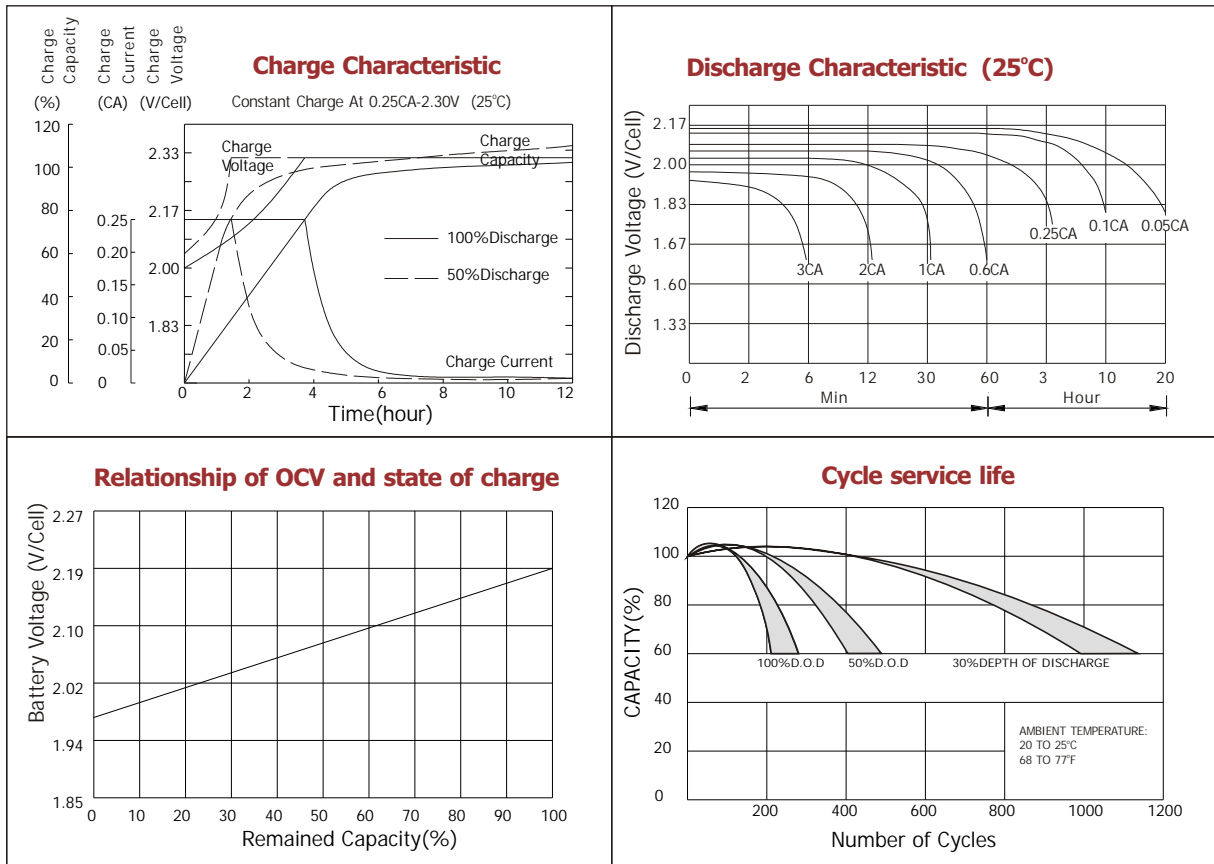 Charge
Capacity
Charge
Current
Charge
Voltage
(%)
(CA)
(V/Cell)
Charge Characteristic
Constant Charge At 0.25CA-2.30V (25°C)
120
100
80
60
40
20
0
0.25
0.20
0.15
0.10
0.05
0
2.33
2.17
2.00
1.83
Charge
Voltage
Charge
Capacity
100%Discharge
50%Discharge
Charge Current
0 2 4 6 8 10 12
Time(hour)
Discharge Characteristic (25°C)
Discharge Voltage (V/Cell)
2.17
2.00
1.83
1.67
1.60
1.33
3CA 2CA 1CA 0.6CA 0.25CA 0.1CA 0.05CA
0 2 6 12 30 60 3 10 20
Min Hour
Relationship of OCV and state of charge
Battery Voltage (V/Cell)
2.27
2.19
2.10
2.02
1.94
1.85
0 10 20 30 40 50 60 70 80 90 100
Remained Capacity(%)
Cycle service life
CAPACITY(%)
120
100
80
60
40
20
0
100%D.O.D 50%D.O.D 30%DEPTH OF DISCHARGE
AMBIENT TEMPERATURE:
20 TO 25°C
68 TO 77°F
200 400 600 800 1000 1200
Number of Cycles